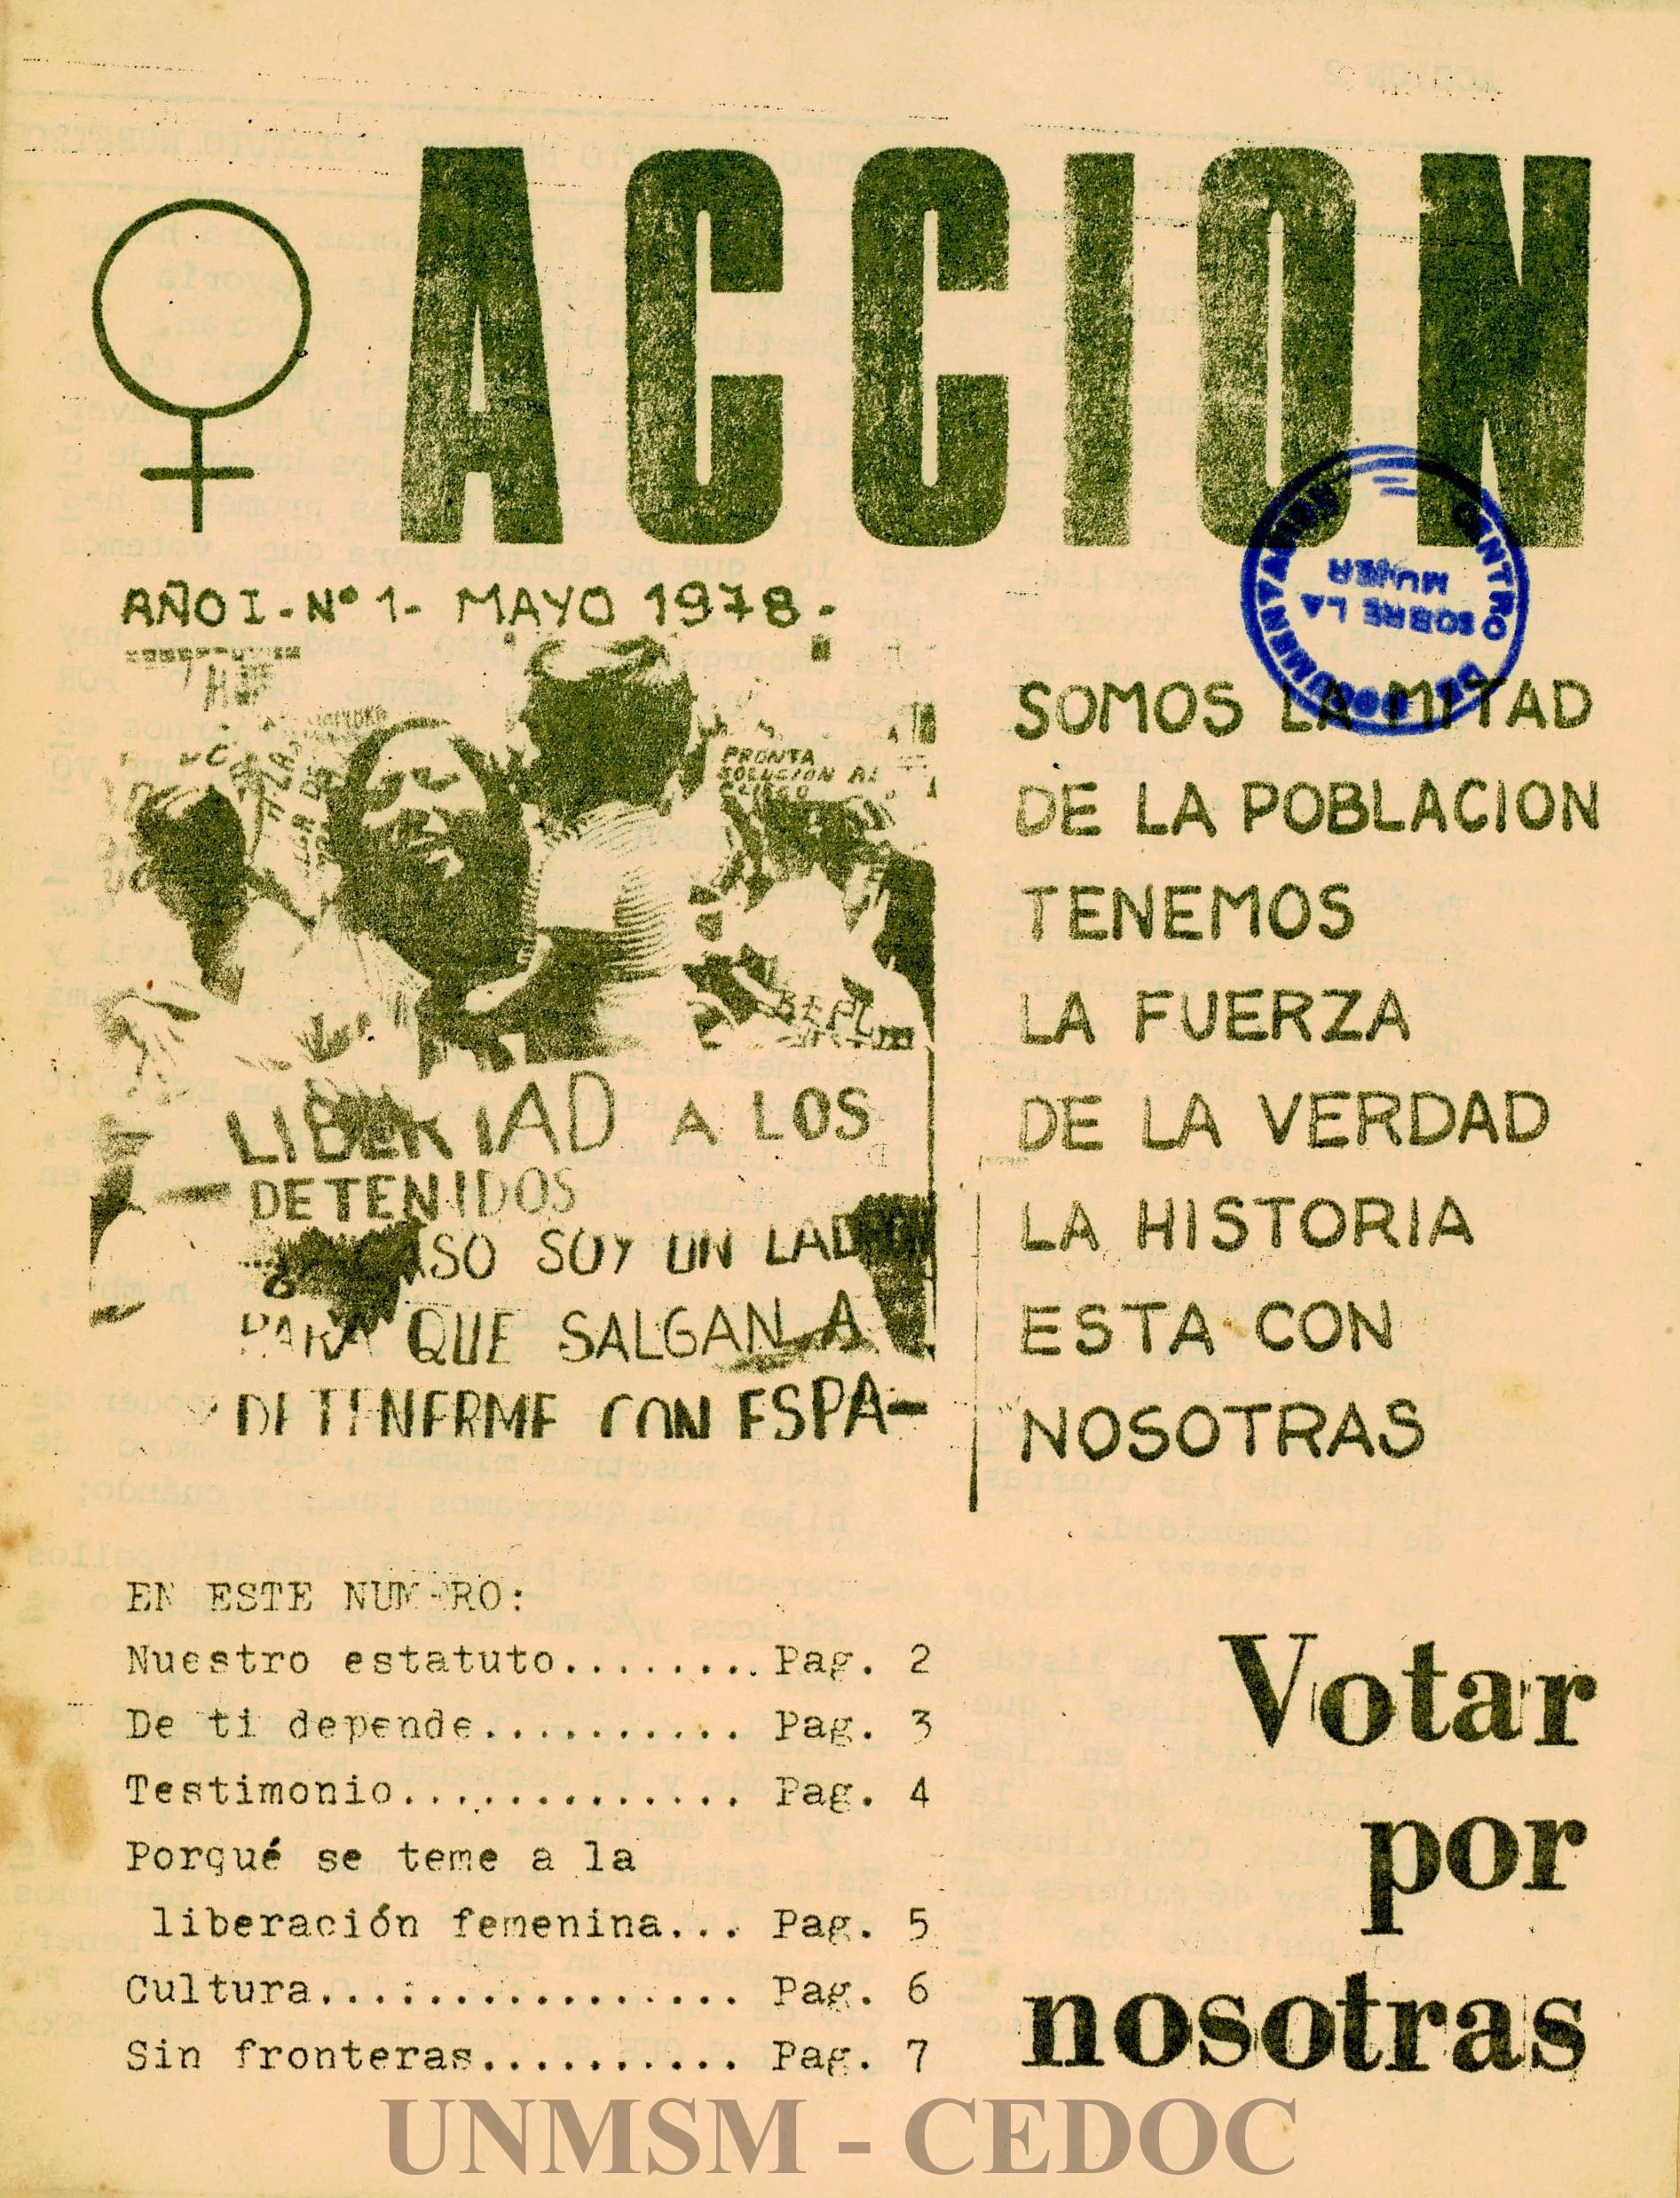 ACCION
AÑO I - Nº 1 - MAYO 1978 -
CENTRO DE DOCUMENTACION
SOBRE LA
MUJER
PRONTA
SOLUCION AL
PLIEGO
LIBERTAD A LOS
DETENIDOS
SO SOY UN LAD
PARA QUE SALGAN A
DETENERME CON ESPA-
SOMOS LA MITAD
DE LA POBLACION
TENEMOS
LA FUERZA
DE LA VERDAD
LA HISTORIA
ESTA CON
NOSOTRAS
EN ESTE NUMERO:
Nuestro estatuto........Pag. 2
De ti depende.......... Pag. 3
Testimonio............. Pag. 4
Porqué se teme a la
liberación femenina... Pag. 5
Cultura................ Pag. 6
Sin fronteras.......... Pag. 7
Votar
por
nosotras
UNMSM - CEDOC